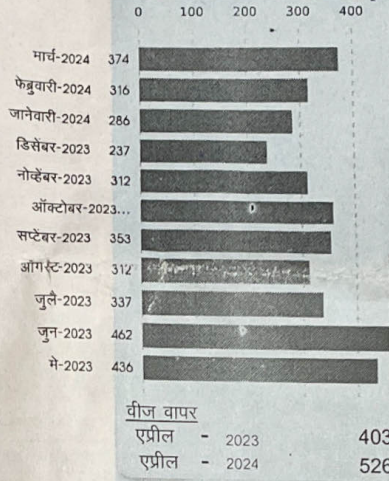 0 100 200 300 400
मार्च-2024 374
फेब्रुवारी-2024 316
जानेवारी-2024 286
डिसेंबर-2023 237
नोव्हेंबर-2023 312
ऑक्टोबर-2023...
सप्टेंबर-2023 353
ऑगस्ट-2023 312
जुलै-2023 337
जुन-2023 462
मे-2023 436
वीज वापर
एप्रील - 2023 403
एप्रील - 2024 526